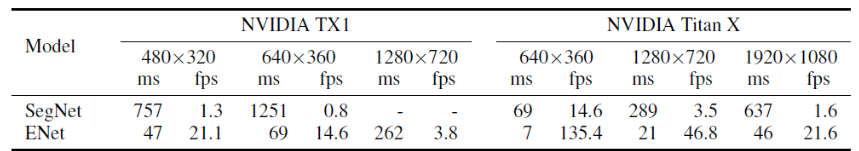 NVIDIA TX1 NVIDIA Titan X
Model
480×320 640×360 1280×720 640×360 1280×720 1920×1080
ms fps ms fps ms fps ms fps ms fps ms fps
SegNet 757 1.3 1251 0.8 - - 69 14.6 289 3.5 637 1.6
ENet 47 21.1 69 14.6 262 3.8 7 135.4 21 46.8 46 21.6